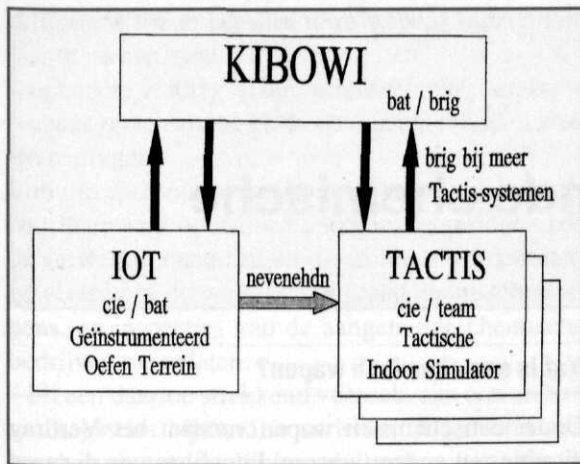 KIBOWI
bat / brig
brig bij meer
Tactis-systemen
IOT
cie / bat
Geïnstrumenteerd
Oefen Terrein
nevenehdn
TACTIS
cie / team
Tactische
Indoor Simulator